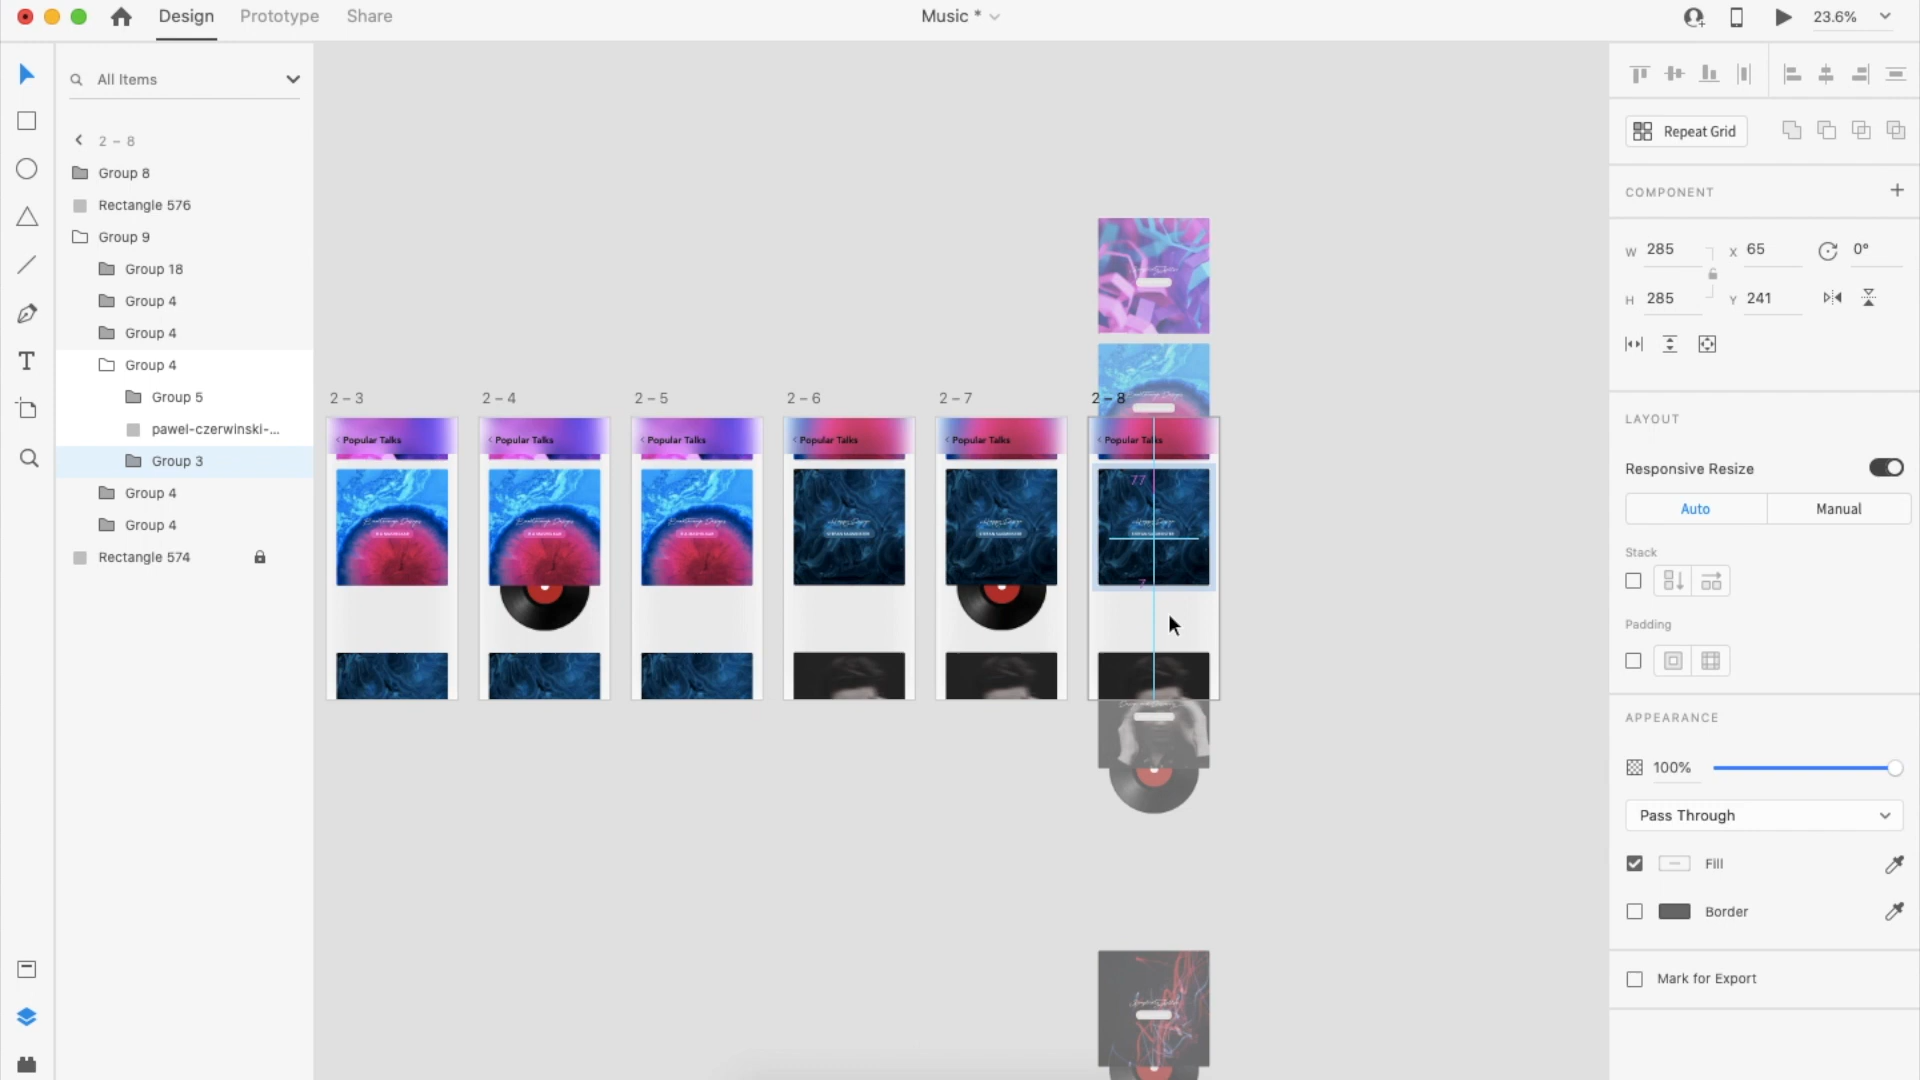 Design
Prototype
Share
Music *
23.6%
All Items
2 – 8
Group 8
Rectangle 576
Group 9
Group 18
Group 4
Group 4
Group 4
Group 5
pawel-czerwinski-...
Group 3
Group 4
Group 4
Rectangle 574
2 – 3
2 – 4
2 – 5
2 – 6
2 – 7
2 – 8
Popular Talks
Popular Talks
Popular Talks
Popular Talks
Popular Talks
Popular Talks
77
7
Repeat Grid
COMPONENT
W 285
X 65
0°
H 285
Y 241
LAYOUT
Responsive Resize
Auto
Manual
Stack
Padding
APPEARANCE
100%
Pass Through
Fill
Border
Mark for Export